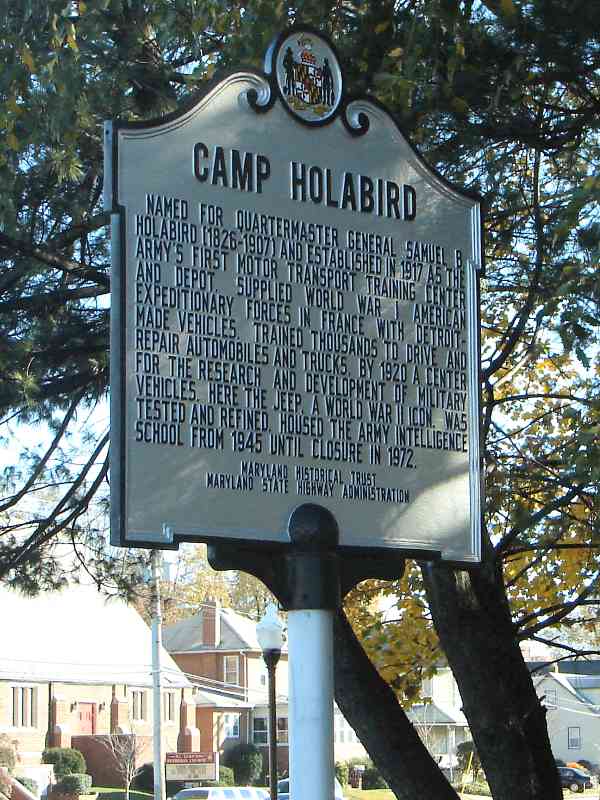 CAMP HOLABIRD
NAMED FOR QUARTERMASTER GENERAL SAMUEL B.
HOLABIRD (1826-1907) AND ESTABLISHED IN 1917 AS THE
ARMY'S FIRST MOTOR TRANSPORT TRAINING CENTER
AND DEPOT. SUPPLIED WORLD WAR I AMERICAN
EXPEDITIONARY FORCES IN FRANCE WITH DETROIT-
MADE VEHICLES. TRAINED THOUSANDS TO DRIVE AND
REPAIR AUTOMOBILES AND TRUCKS. BY 1920 A CENTER
FOR THE RESEARCH AND DEVELOPMENT OF MILITARY
VEHICLES. HERE THE JEEP, A WORLD WAR II ICON, WAS
TESTED AND REFINED. HOUSED THE ARMY INTELLIGENCE
SCHOOL FROM 1945 UNTIL CLOSURE IN 1972.
MARYLAND HISTORICAL TRUST
MARYLAND STATE HIGHWAY ADMINISTRATION